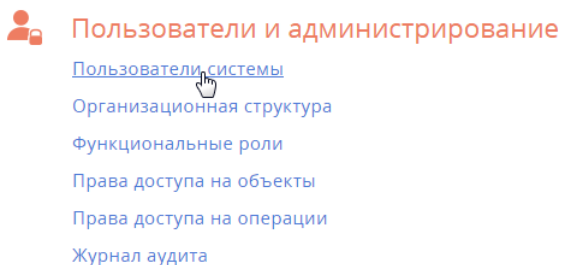 Пользователи и администрирование
Пользователи системы
Организационная структура
Функциональные роли
Права доступа на объекты
Права доступа на операции
Журнал аудита